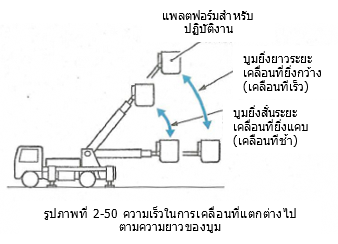 แพลตฟอร์มสำหรับ
ปฏิบัติงาน
บูมยิ่งยาวระยะ
เคลื่อนที่ยิ่งกว้าง
(เคลื่อนที่เร็ว)
บูมยิ่งสั้นระยะ
เคลื่อนที่ยิ่งแคบ
(เคลื่อนที่ช้า)
รูปภาพที่ 2-50 ความเร็วในการเคลื่อนที่แตกต่างไป
ตามความยาวของบูม